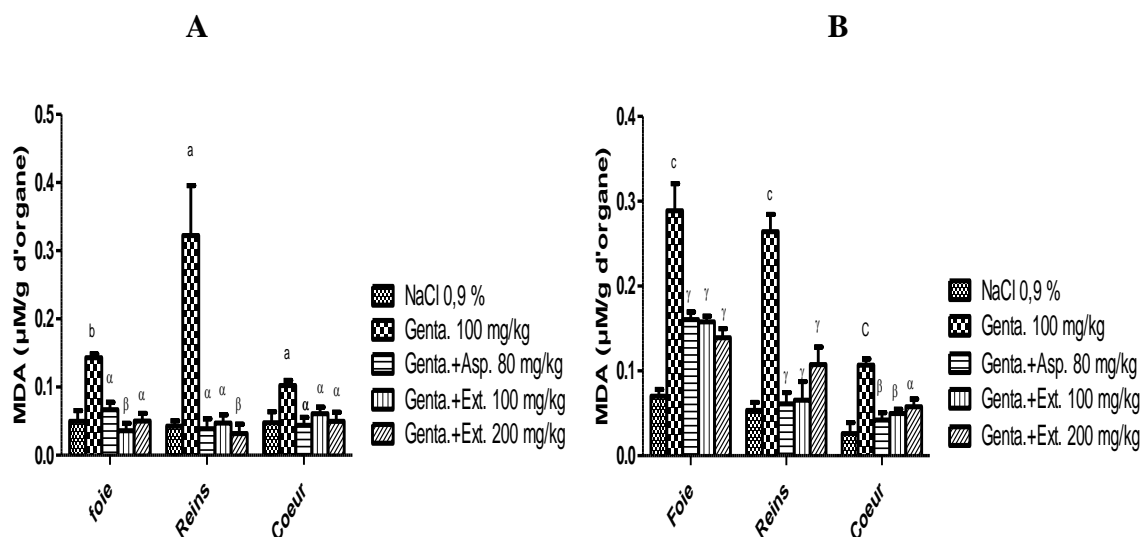 A
MDA (µM/g d'organe)
0.5
0.4
0.3
0.2
0.1
0.0
b
α
β
α
a
α
α
β
a
α
α
α
foie
Reins
Coeur
NaCl 0,9 %
Genta. 100 mg/kg
Genta.+Asp. 80 mg/kg
Genta.+Ext. 100 mg/kg
Genta.+Ext. 200 mg/kg
B
MDA (µM/g d'organe)
0.4
0.3
0.2
0.1
0.0
c
γ
γ
γ
c
γ
γ
γ
C
β
β
α
Foie
Reins
Coeur
NaCl 0,9 %
Genta. 100 mg/kg
Genta.+Asp. 80 mg/kg
Genta.+Ext. 100 mg/kg
Genta.+Ext. 200 mg/kg